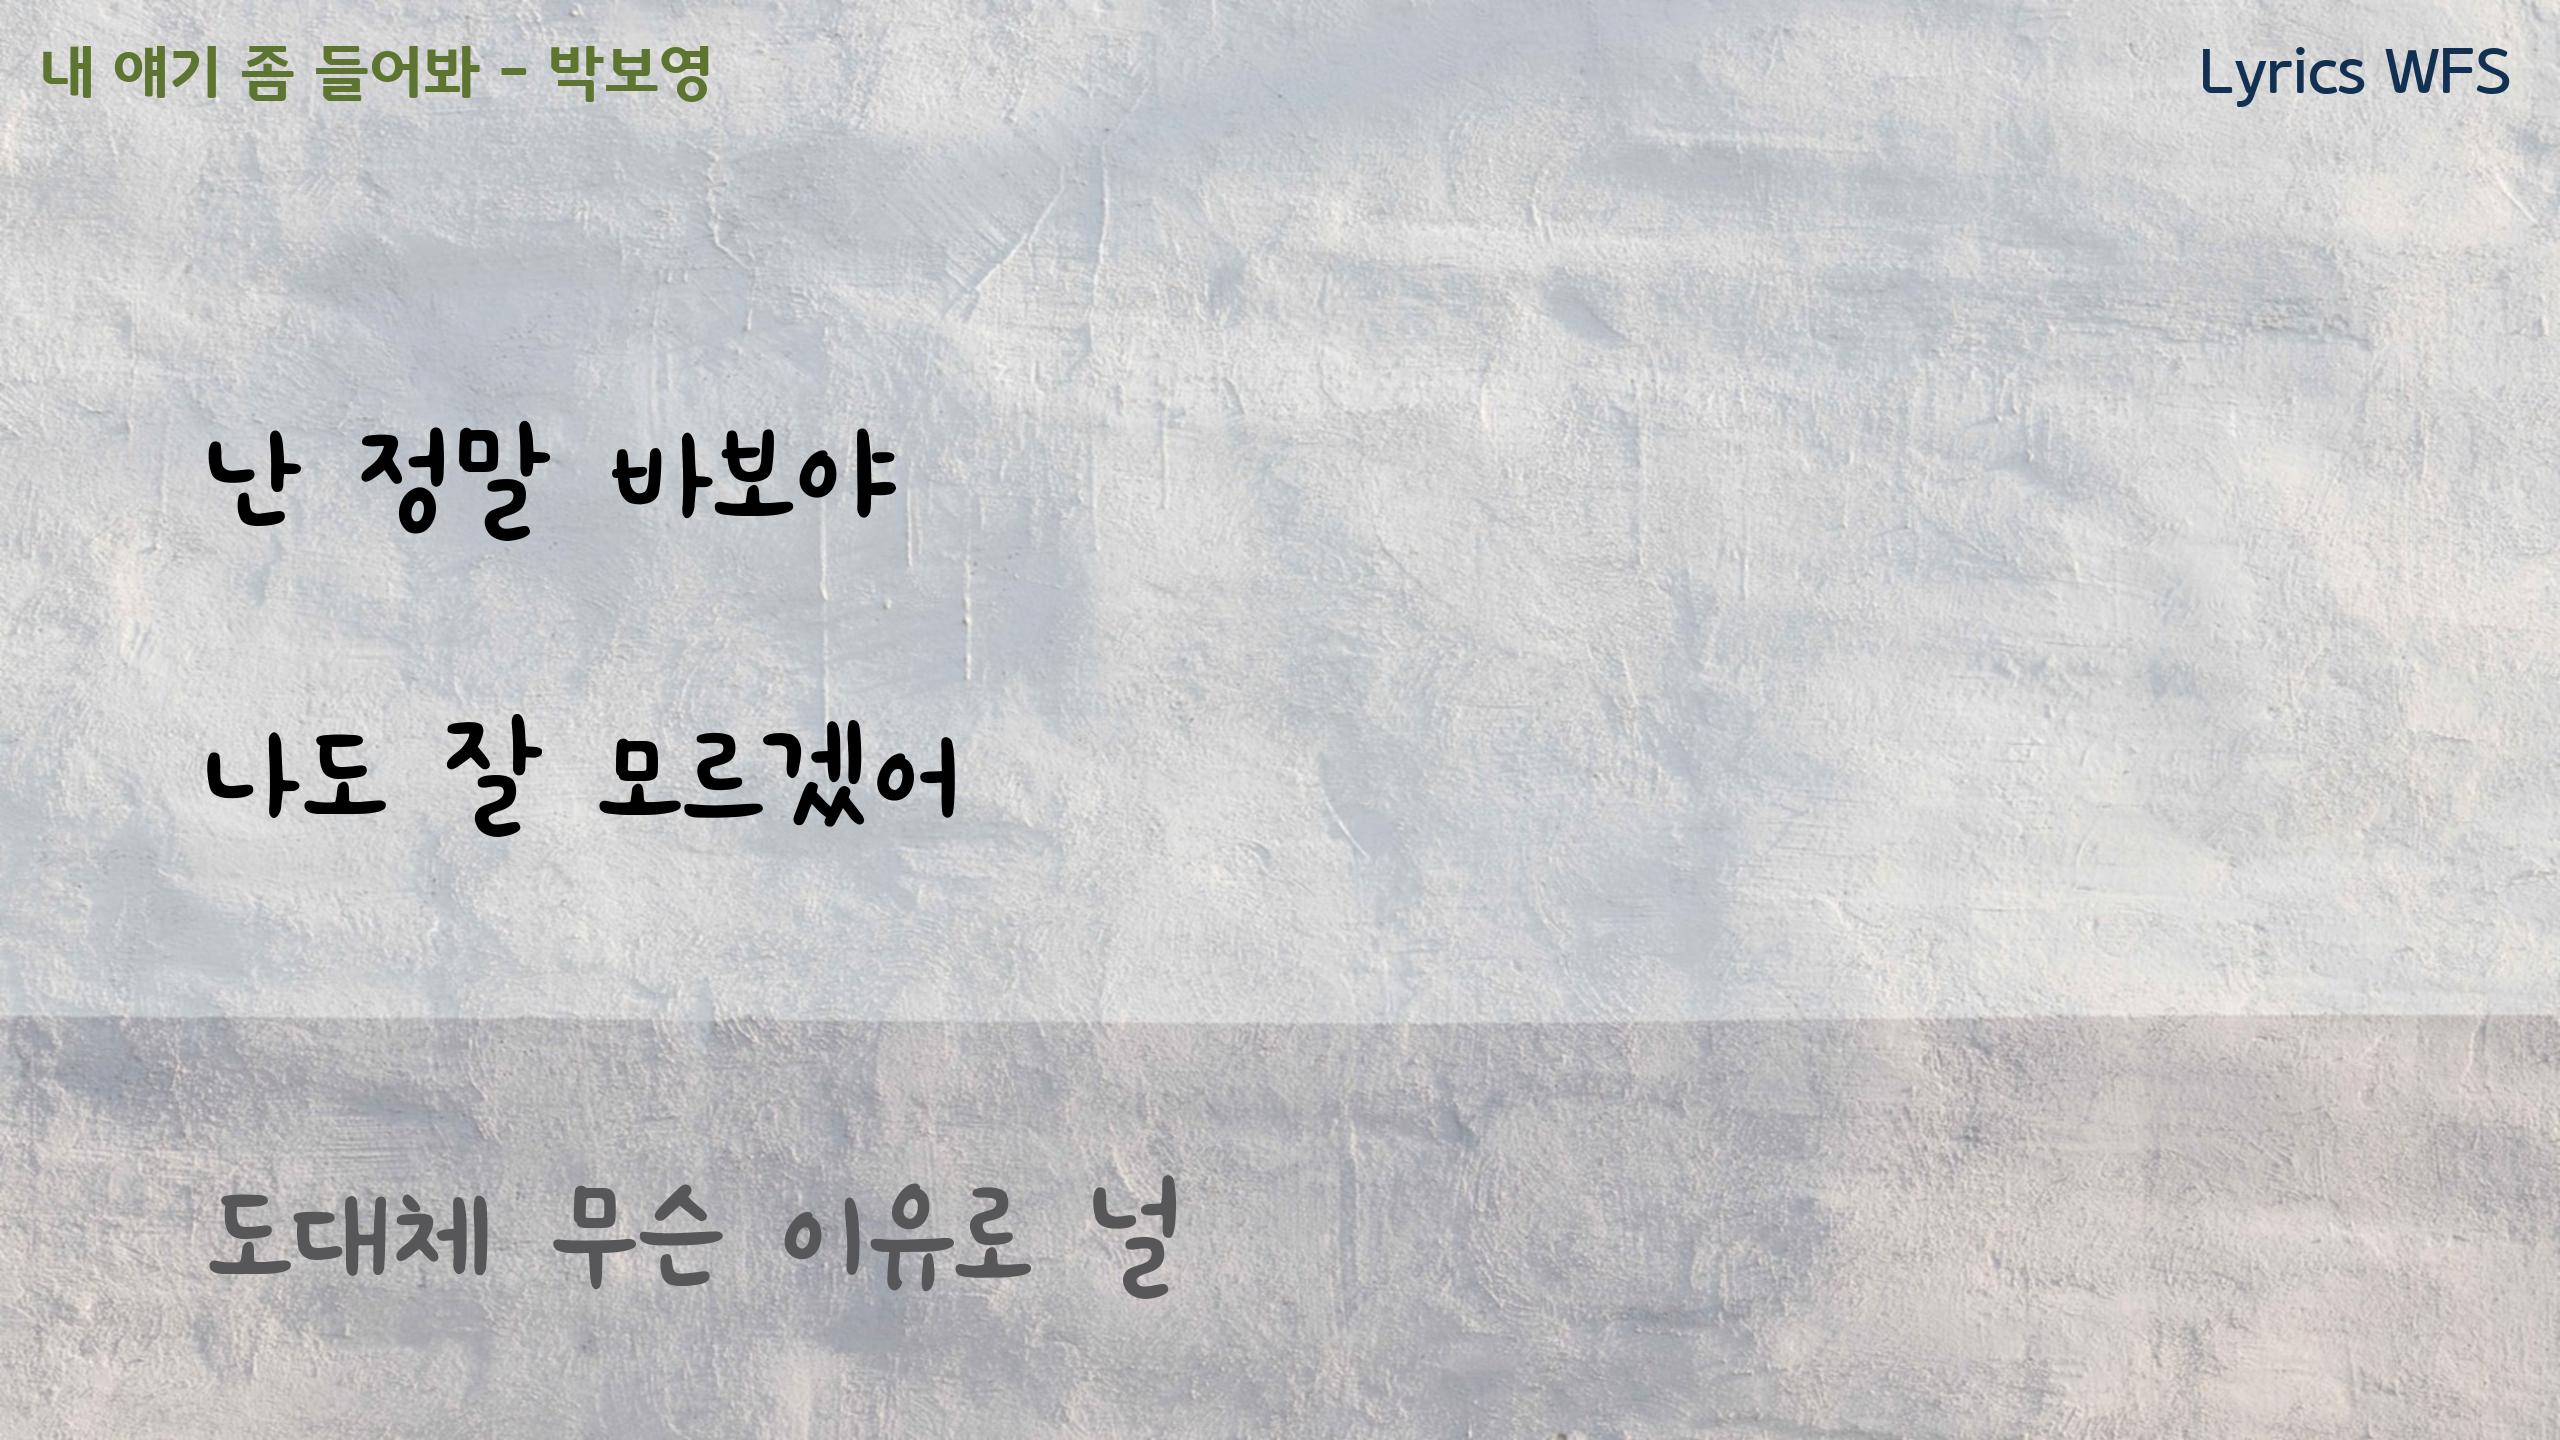 내 얘기 좀 들어봐 - 박보영
Lyrics WFS
난 정말 바보야
나도 잘 모르겠어
도대체 무슨 이유로 널